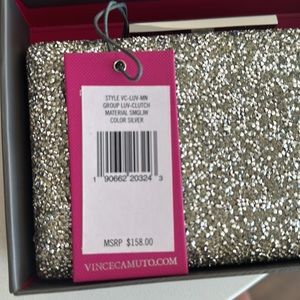 STYLE VC-LUV-MN
GROUP LUV-CLUTCH
MATERIAL SMGLJW
COLOR SILVER
1 90662 20324 3
MSRP $158.00
VINCECAMUTO.COM